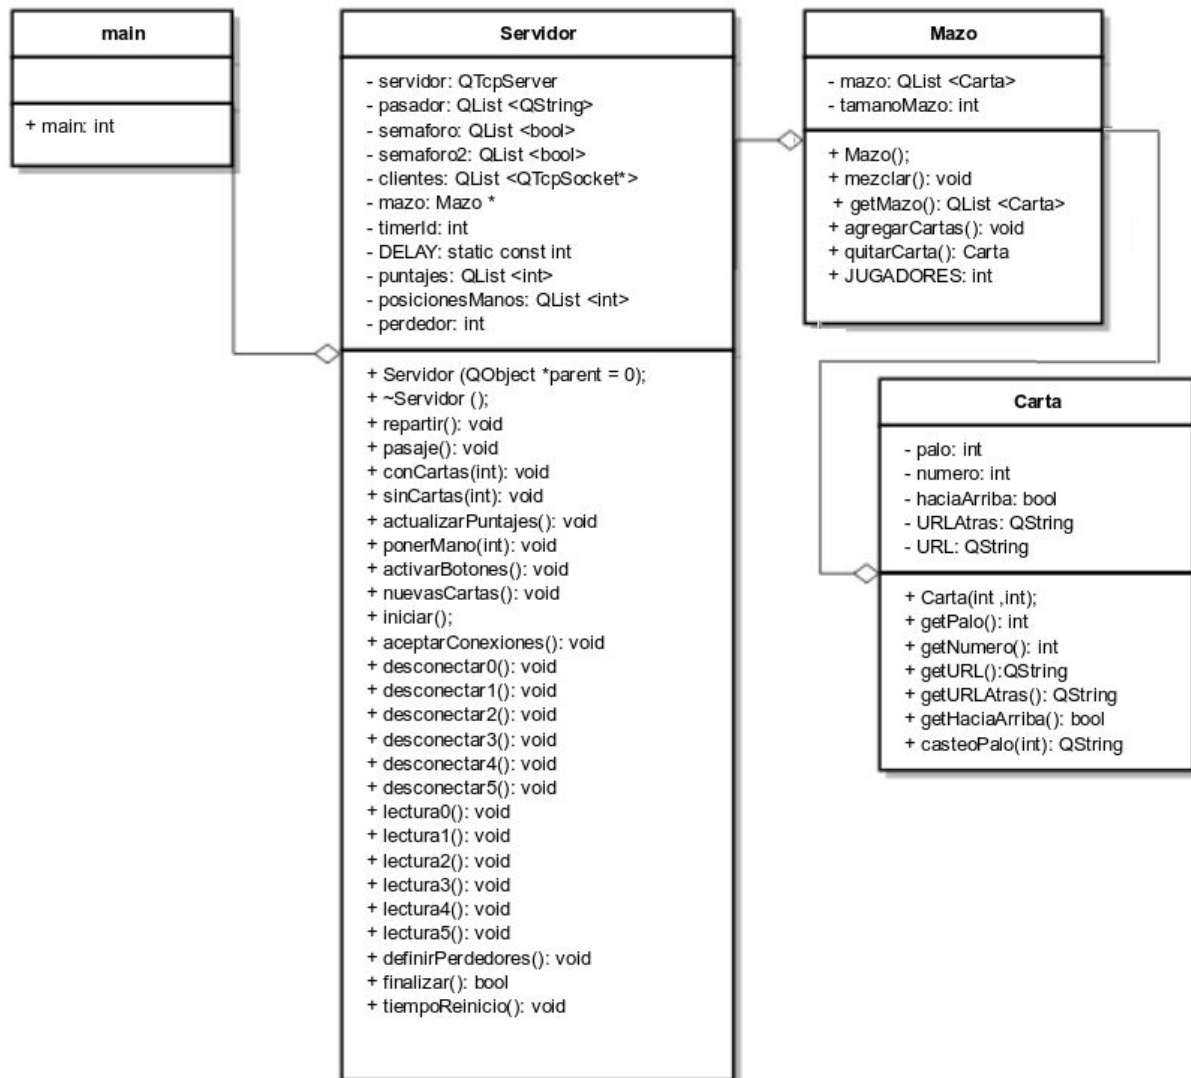 main
+ main: int
Servidor
- servidor: QTcpServer
- pasador: QList <QString>
- semaforo: QList <bool>
- semaforo2: QList <bool>
- clientes: QList <QTcpSocket*>
- mazo: Mazo *
- timerId: int
- DELAY: static const int
- puntajes: QList <int>
- posicionesManos: QList <int>
- perdedor: int
+ Servidor (QObject *parent = 0);
+ ~Servidor ();
+ repartir(): void
+ pasaje(): void
+ conCartas(int): void
+ sinCartas(int): void
+ actualizarPuntajes(): void
+ ponerMano(int): void
+ activarBotones(): void
+ nuevasCartas(): void
+ iniciar();
+ aceptarConexiones(): void
+ desconectar0(): void
+ desconectar1(): void
+ desconectar2(): void
+ desconectar3(): void
+ desconectar4(): void
+ desconectar5(): void
+ lectura0(): void
+ lectura1(): void
+ lectura2(): void
+ lectura3(): void
+ lectura4(): void
+ lectura5(): void
+ definirPerdedores(): void
+ finalizar(): bool
+ tiempoReinicio(): void
Mazo
- mazo: QList <Carta>
- tamanoMazo: int
+ Mazo();
+ mezclar(): void
+ getMazo(): QList <Carta>
+ agregarCartas(): void
+ quitarCarta(): Carta
+ JUGADORES: int
Carta
- palo: int
- numero: int
- haciaArriba: bool
- URLAtras: QString
- URL: QString
+ Carta(int ,int);
+ getPalo(): int
+ getNumero(): int
+ getURL():QString
+ getURLAtras(): QString
+ getHaciaArriba(): bool
+ casteoPalo(int): QString